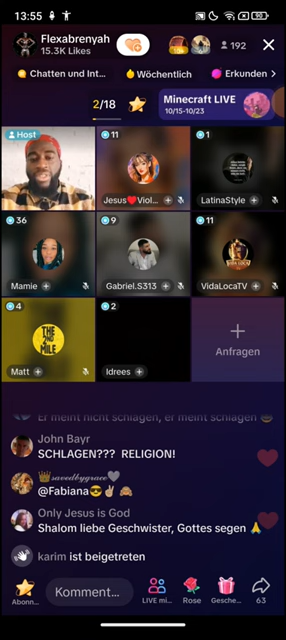 13:55
Flexabrenyah
15.3K Likes
192
Chatten und Int...
Wöchentlich
Erkunden
2/18
Minecraft LIVE
10/15-10/23
Host
11
1
Jesus❤️Viol...
LatinaStyle
36
9
11
Mamie
Gabriel.S313
VidaLocaTV
4
2
THE 2ND MILE
Matt
Idrees
Anfragen
Er meint nicht schlagen, er meint schlagen
John Bayr
SCHLAGEN??? RELIGION!
👑𝓼𝓪𝓿𝓮𝓭𝓫𝔂𝓰𝓻𝓪𝓬𝓮🩶
@Fabiana😎✌🏼🙈
Only Jesus is God
Shalom liebe Geschwister, Gottes segen 🙏
karim ist beigetreten
Abonn...
Komment...
LIVE mi...
Rose
Gesche...
63